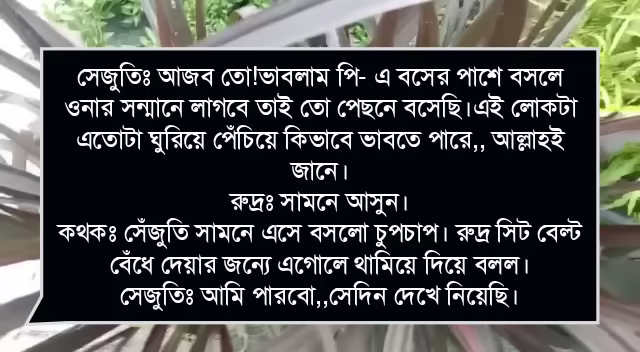 সেজুতিঃ আজব তো!ভাবলাম পি- এ বসের পাশে বসলে
ওনার সন্মানে লাগবে তাই তো পেছনে বসেছি।এই লোকটা
এতোটা ঘুরিয়ে পেঁচিয়ে কিভাবে ভাবতে পারে,, আল্লাহই
জানে।
রুদ্রঃ সামনে আসুন।
কথকঃ সেঁজুতি সামনে এসে বসলো চুপচাপ। রুদ্র সিট বেল্ট
বেঁধে দেয়ার জন্যে এগোলে থামিয়ে দিয়ে বলল।
সেজুতিঃ আমি পারবো,,সেদিন দেখে নিয়েছি।